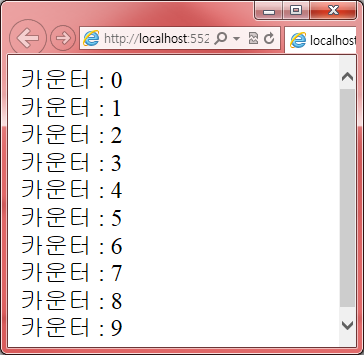 http://localhost:552
localhost
카운터 : 0
카운터 : 1
카운터 : 2
카운터 : 3
카운터 : 4
카운터 : 5
카운터 : 6
카운터 : 7
카운터 : 8
카운터 : 9